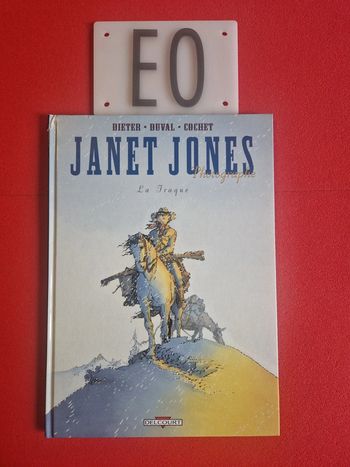 EO
DIETER • DUVAL • COCHET
JANET JONES
Photographe
La Traque
DELCOURT